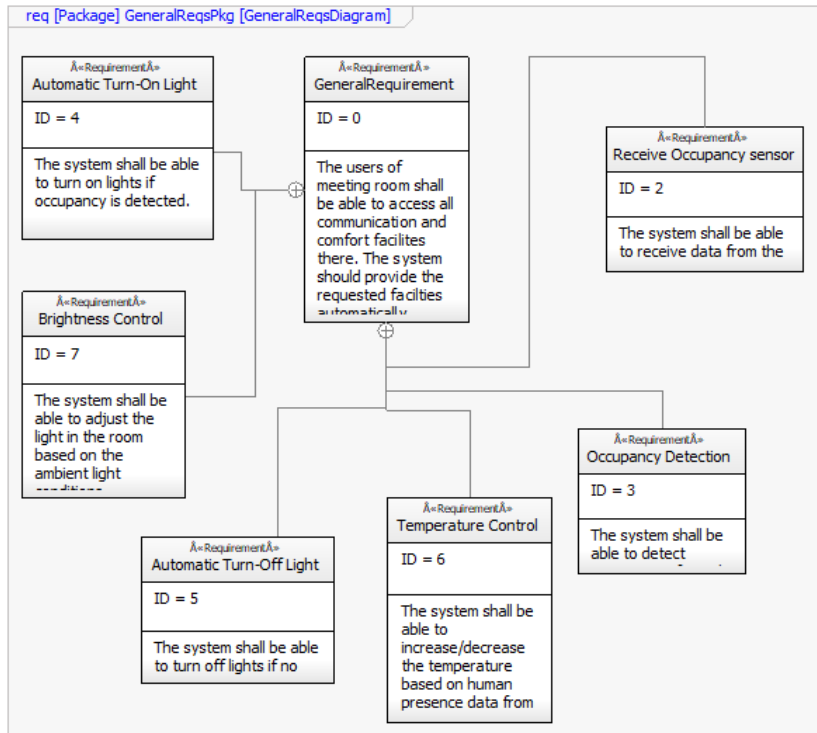 req [Package] GeneralReqsPkg [GeneralReqsDiagram]
Â«RequirementÂ»
Automatic Turn-On Light
ID = 4
The system shall be able
to turn on lights if
occupancy is detected.
Â«RequirementÂ»
GeneralRequirement
ID = 0
The users of
meeting room shall
be able to access all
communication and
comfort facilites
there. The system
should provide the
requested facilties
automatically
Â«RequirementÂ»
Receive Occupancy sensor
ID = 2
The system shall be able
to receive data from the
Â«RequirementÂ»
Brightness Control
ID = 7
The system shall be
able to adjust the
light in the room
based on the
ambient light
conditions
Â«RequirementÂ»
Occupancy Detection
ID = 3
The system shall be
able to detect
Â«RequirementÂ»
Temperature Control
ID = 6
The system shall be
able to
increase/decrease
the temperature
based on human
presence data from
Â«RequirementÂ»
Automatic Turn-Off Light
ID = 5
The system shall be able
to turn off lights if no